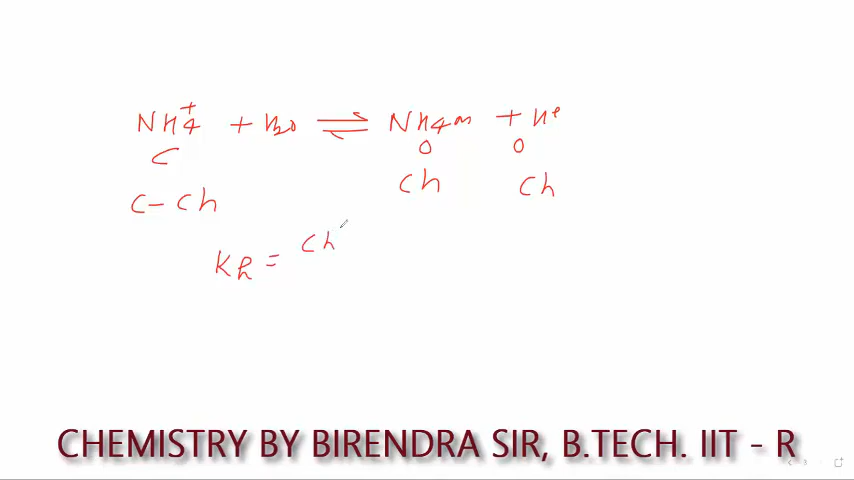 NH4+ + H2O ⇌ NH4OH + H⊕
C 0 0
C - Ch Ch Ch
Kh = Ch
CHEMISTRY BY BIRENDRA SIR, B.TECH. IIT - R